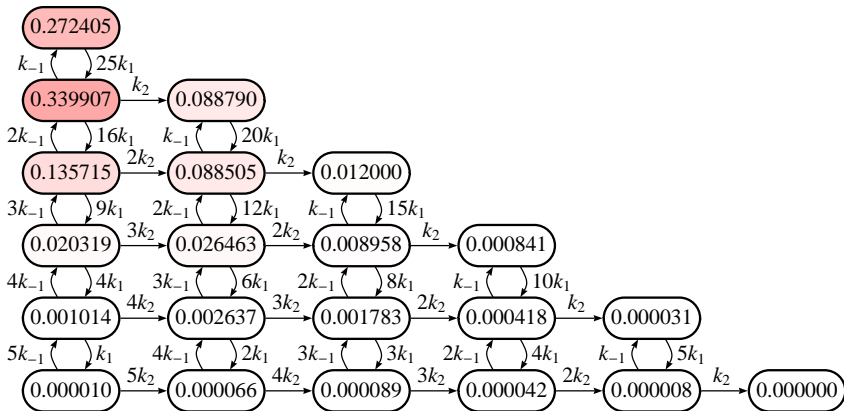 0.272405
k₋₁ 25k₁
k₂
0.339907 0.088790
2k₋₁ 16k₁ k₋₁ 20k₁
2k₂ k₂
0.135715 0.088505 0.012000
3k₋₁ 9k₁ 2k₋₁ 12k₁ k₋₁ 15k₁
3k₂ 2k₂ k₂
0.020319 0.026463 0.008958 0.000841
4k₋₁ 4k₁ 3k₋₁ 6k₁ 2k₋₁ 8k₁ k₋₁ 10k₁
4k₂ 3k₂ 2k₂ k₂
0.001014 0.002637 0.001783 0.000418 0.000031
5k₋₁ k₁ 4k₋₁ 2k₁ 3k₋₁ 3k₁ 2k₋₁ 4k₁ k₋₁ 5k₁
5k₂ 4k₂ 3k₂ 2k₂ k₂
0.000010 0.000066 0.000089 0.000042 0.000008 0.000000